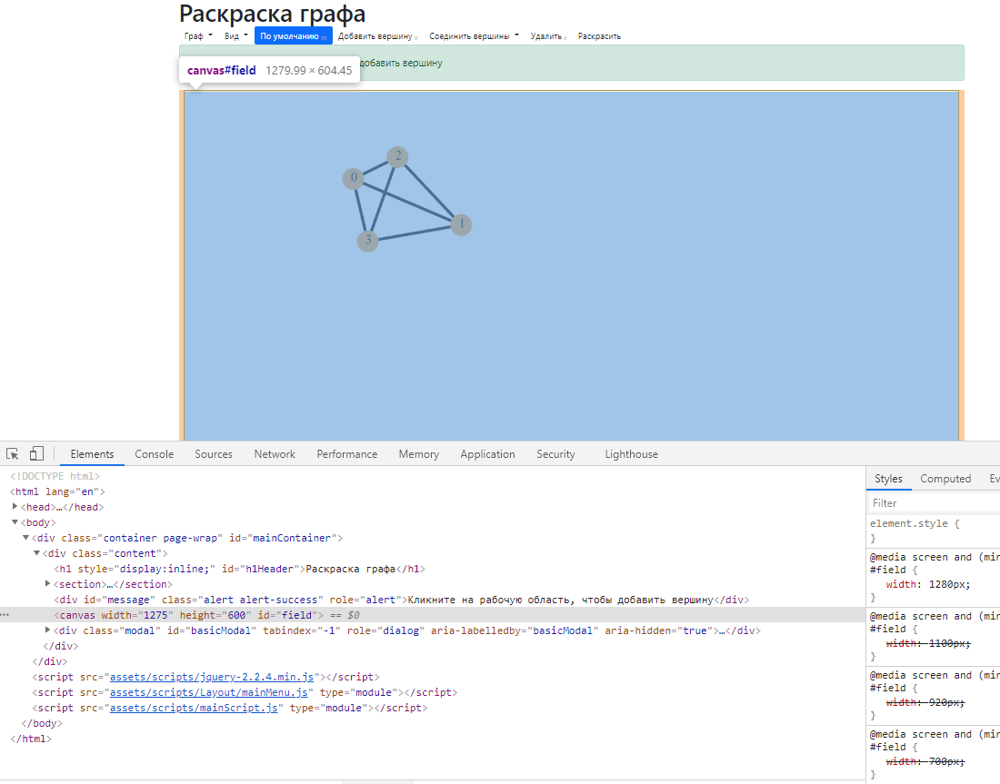 Раскраска графа
Граф Вид По умолчанию m Добавить вершину v Соединить вершины Удалить r Раскрасить
добавить вершину
canvas#field 1279.99 × 604.45
2
0
1
3
Elements Console Sources Network Performance Memory Application Security Lighthouse
<!DOCTYPE html>
<html lang="en">
<head>…</head>
<body>
<div class="container page-wrap" id="mainContainer">
<div class="content">
<h1 style="display:inline;" id="h1Header">Раскраска графа</h1>
<section>…</section>
<div id="message" class="alert alert-success" role="alert">Кликните на рабочую область, чтобы добавить вершину</div>
<canvas width="1275" height="600" id="field"> == $0
<div class="modal" id="basicModal" tabindex="-1" role="dialog" aria-labelledby="basicModal" aria-hidden="true">…</div>
</div>
</div>
<script src="assets/scripts/jquery-2.2.4.min.js"></script>
<script src="assets/scripts/Layout/mainMenu.js" type="module"></script>
<script src="assets/scripts/mainScript.js" type="module"></script>
</body>
</html>
Styles Computed Ev
Filter
element.style {
}
@media screen and (min
#field {
width: 1280px;
}
@media screen and (min
#field {
width: 1100px;
}
@media screen and (min
#field {
width: 920px;
}
@media screen and (min
#field {
width: 700px;
}